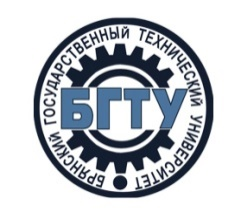 БРЯНСКИЙ ГОСУДАРСТВЕННЫЙ ТЕХНИЧЕСКИЙ УНИВЕРСИТЕТ
БГТУ